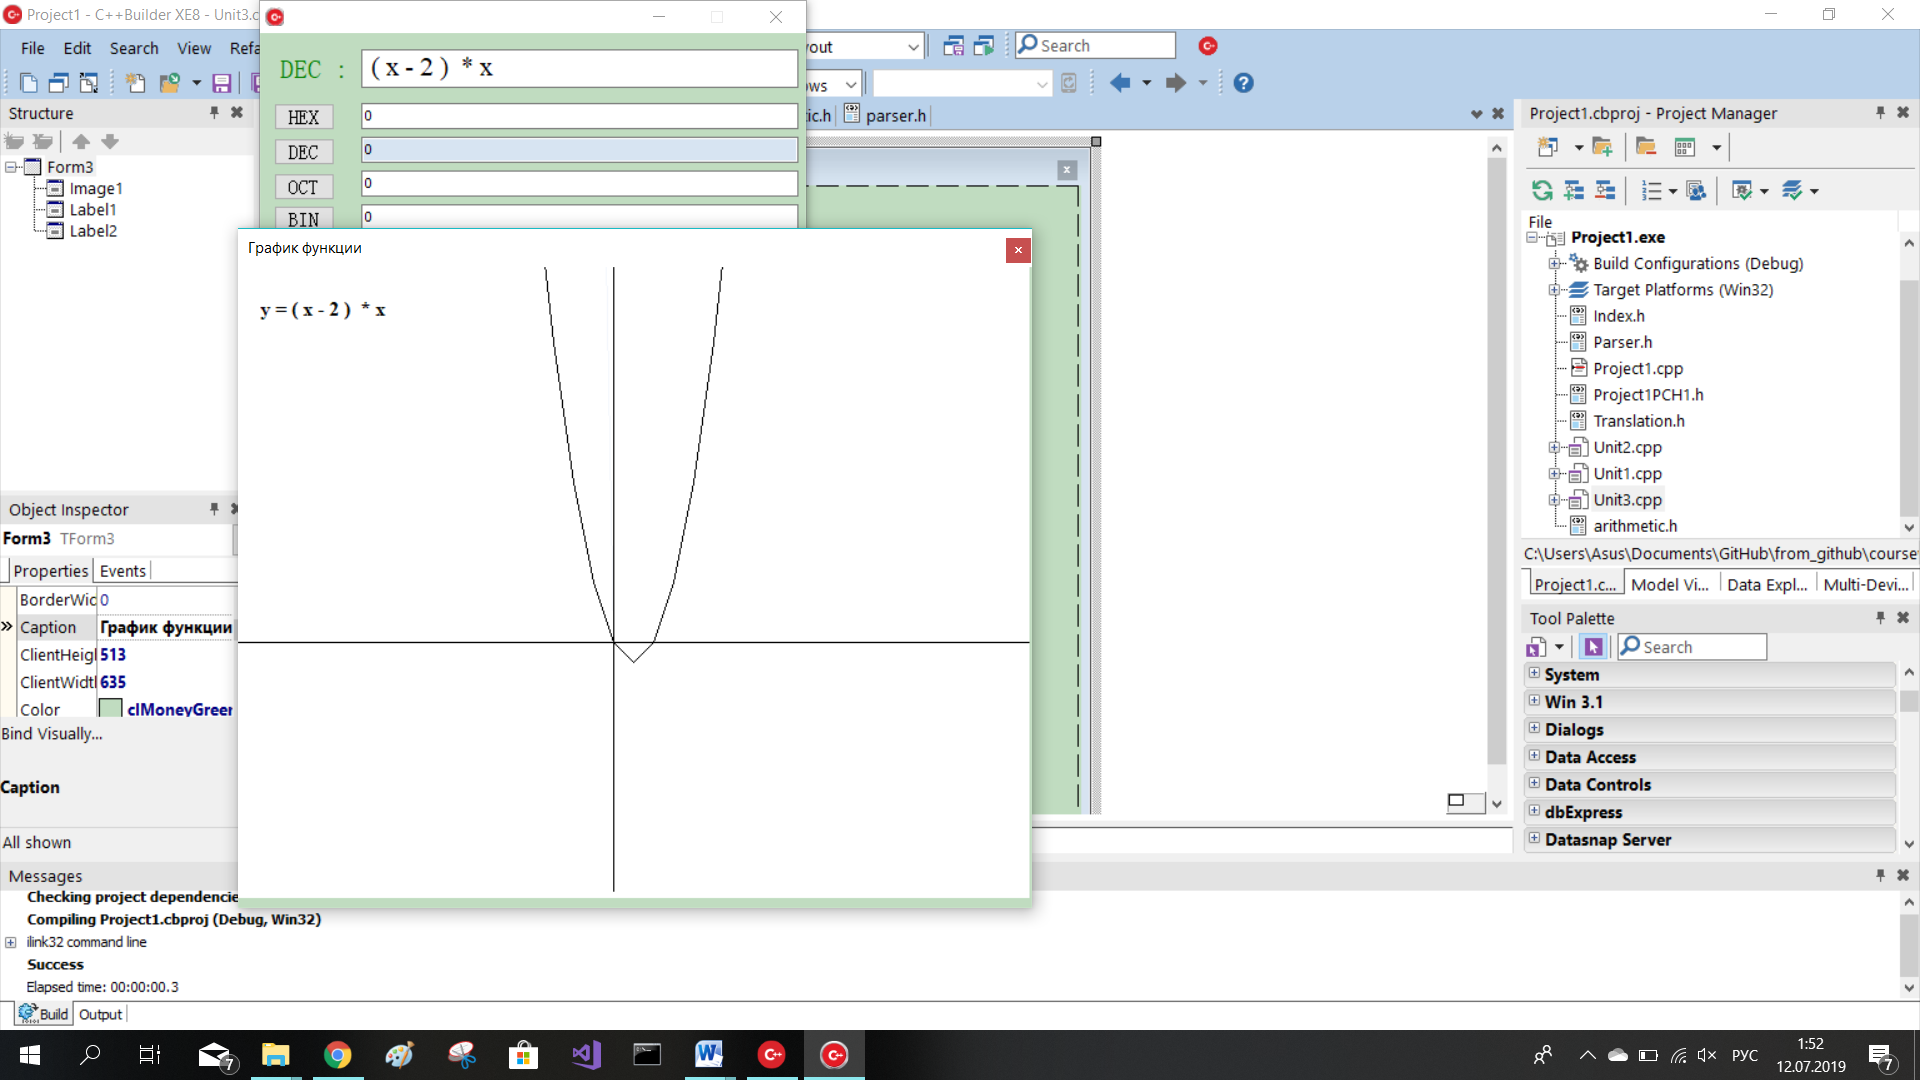 Project1 - C++Builder XE8 - Unit3.c
File Edit Search View Refa
yout
Search
DEC :
( x - 2 ) * x
HEX
0
DEC
0
OCT
0
BIN
0
ic.h
parser.h
Structure
Form3
Image1
Label1
Label2
График функции
y = ( x - 2 ) * x
Object Inspector
Form3 TForm3
Properties Events
BorderWic 0
Caption График функции
ClientHeigl 513
ClientWidtl 635
Color clMoneyGreer
Bind Visually...
Caption
All shown
Messages
Checking project dependencie
Compiling Project1.cbproj (Debug, Win32)
ilink32 command line
Success
Elapsed time: 00:00:00.3
Build Output
Project1.cbproj - Project Manager
File
Project1.exe
Build Configurations (Debug)
Target Platforms (Win32)
Index.h
Parser.h
Project1.cpp
Project1PCH1.h
Translation.h
Unit2.cpp
Unit1.cpp
Unit3.cpp
arithmetic.h
C:\Users\Asus\Documents\GitHub\from_github\course
Project1.c... Model Vi... Data Expl... Multi-Devi...
Tool Palette
Search
System
Win 3.1
Dialogs
Data Access
Data Controls
dbExpress
Datasnap Server
7
РУС
1:52
12.07.2019
7